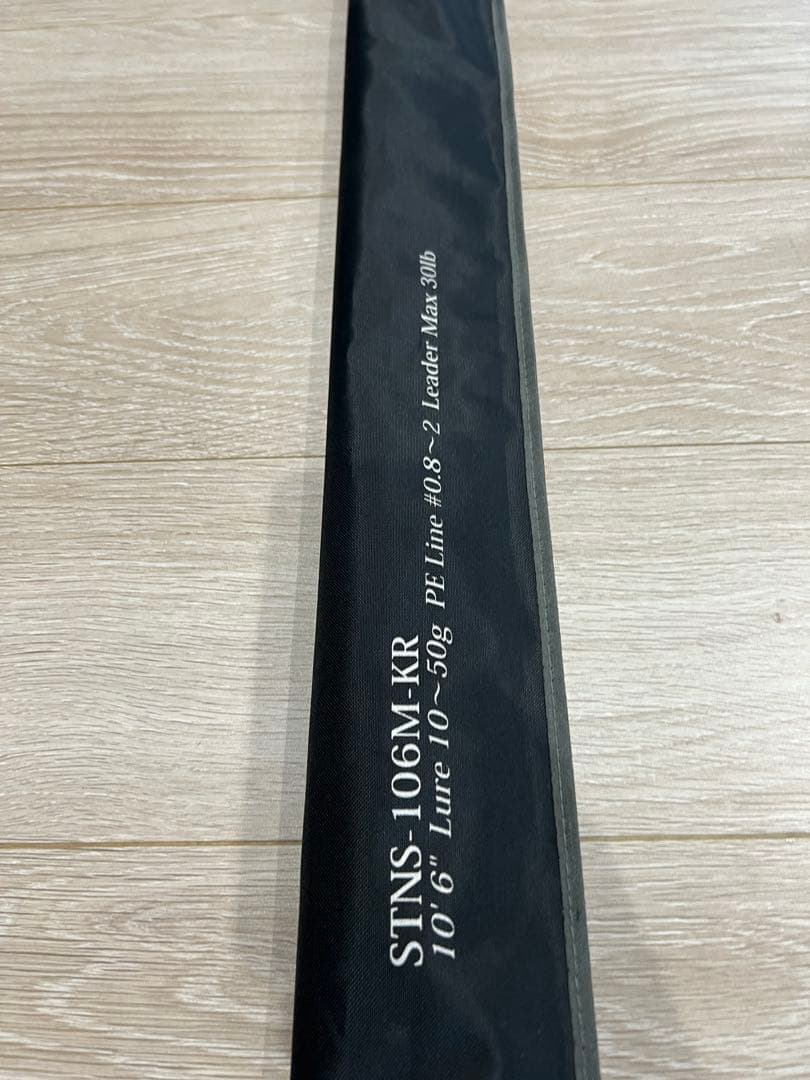 STNS-106M-KR
10' 6" Lure 10～50g PE Line #0.8～2 Leader Max 30lb